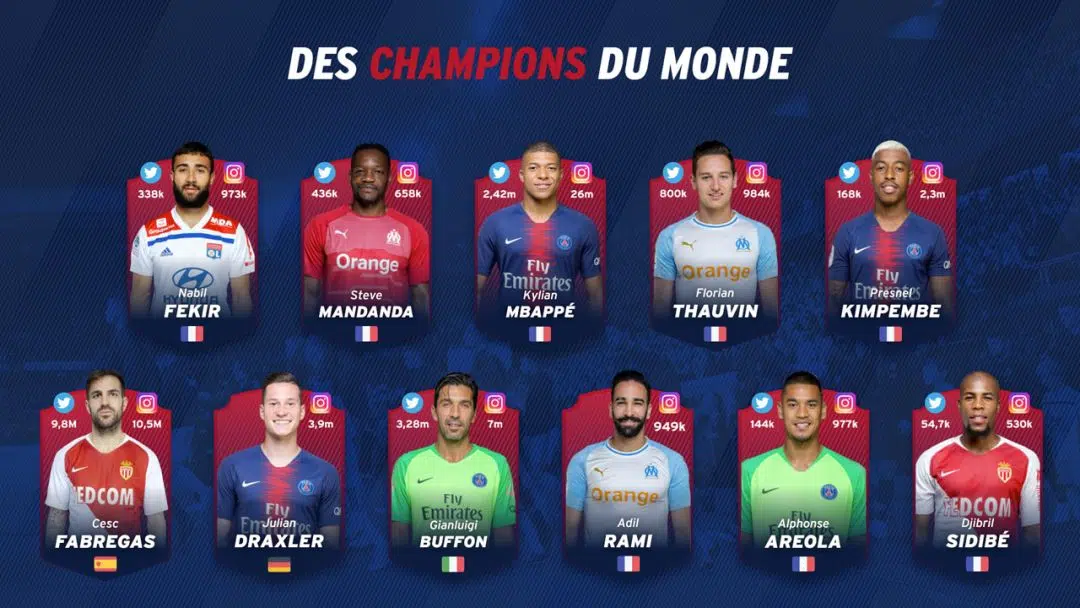 DES CHAMPIONS DU MONDE
338k 973k
Nabil
FEKIR
436k 658k
Orange
Steve
MANDANDA
2,42m 26m
Fly
Emirates
Kylian
MBAPPÉ
800k 984k
Orange
Florian
THAUVIN
168k 2,3m
Fly
Emirates
Presnel
KIMPEMBE
9,8M 10,5M
FEDCOM
Cesc
FABREGAS
3,9m
Fly
Emirates
Julian
DRAXLER
3,28m 7m
Fly
Emirates
Gianluigi
BUFFON
949k
Orange
Adil
RAMI
144k 977k
Fly
Alphonse
AREOLA
54,7k 530k
FEDCOM
Djibril
SIDIBÉ